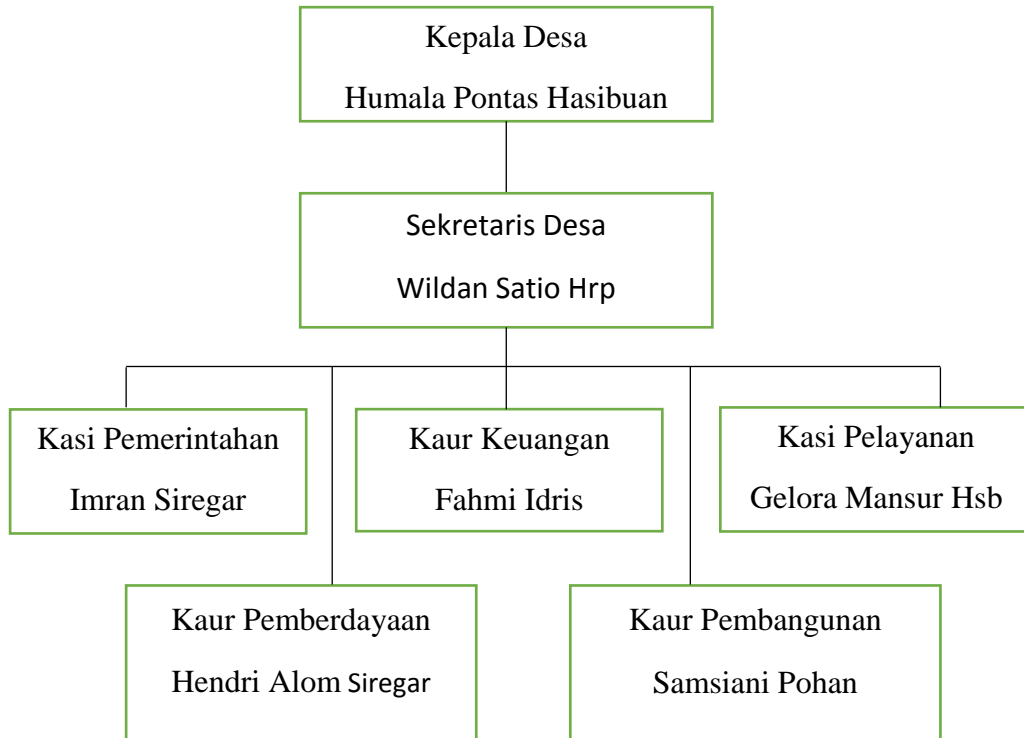 Kepala Desa
Humala Pontas Hasibuan
Sekretaris Desa
Wildan Satio Hrp
Kasi Pemerintahan
Imran Siregar
Kaur Keuangan
Fahmi Idris
Kasi Pelayanan
Gelora Mansur Hsb
Kaur Pemberdayaan
Hendri Alom Siregar
Kaur Pembangunan
Samsiani Pohan